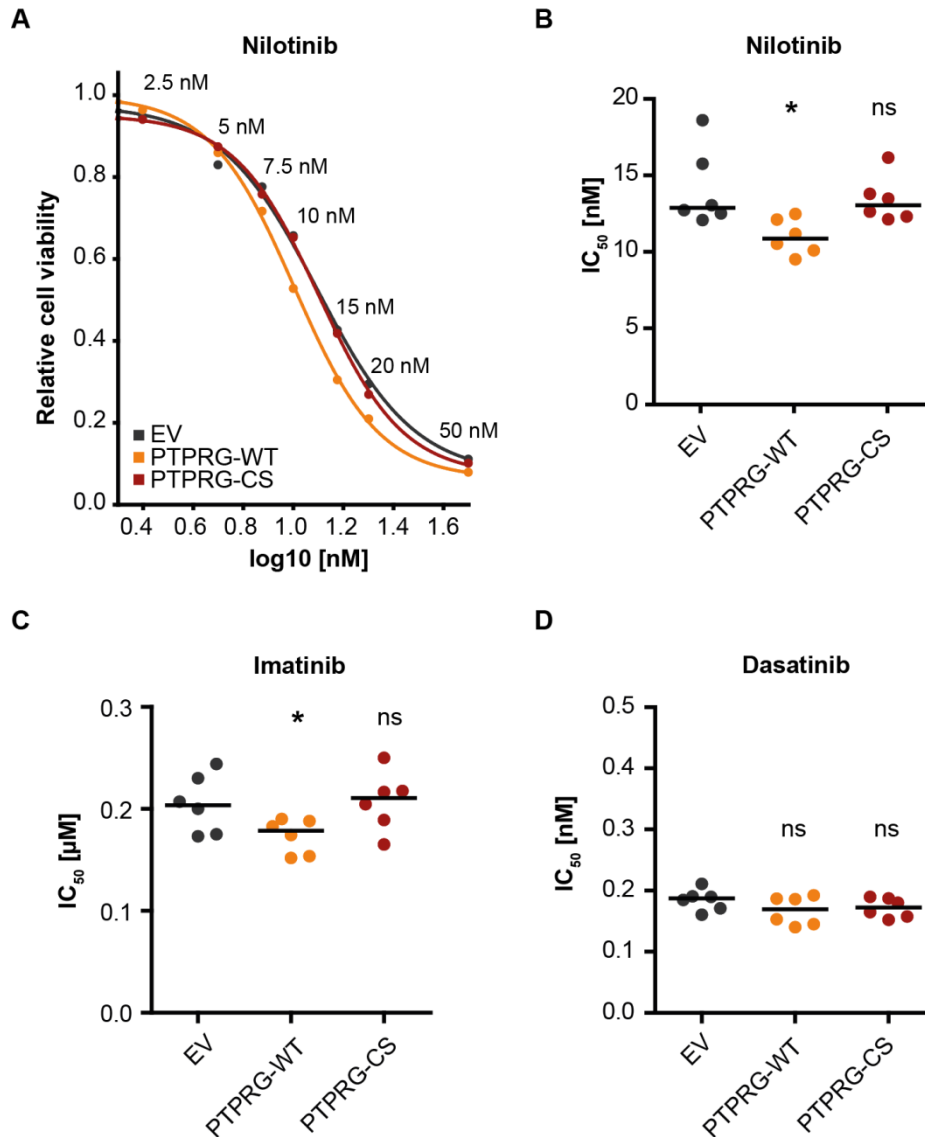 A
Nilotinib
Relative cell viability
1.0
0.8
0.6
0.4
0.2
0.0
2.5 nM
5 nM
7.5 nM
10 nM
15 nM
20 nM
50 nM
EV
PTPRG-WT
PTPRG-CS
0.4 0.6 0.8 1.0 1.2 1.4 1.6
log10 [nM]
B
Nilotinib
IC50 [nM]
20
15
10
5
0
* ns
EV PTPRG-WT PTPRG-CS
C
Imatinib
IC50 [µM]
0.3
0.2
0.1
0.0
* ns
EV PTPRG-WT PTPRG-CS
D
Dasatinib
IC50 [nM]
0.5
0.3
0.2
0.1
0.0
ns ns
EV PTPRG-WT PTPRG-CS